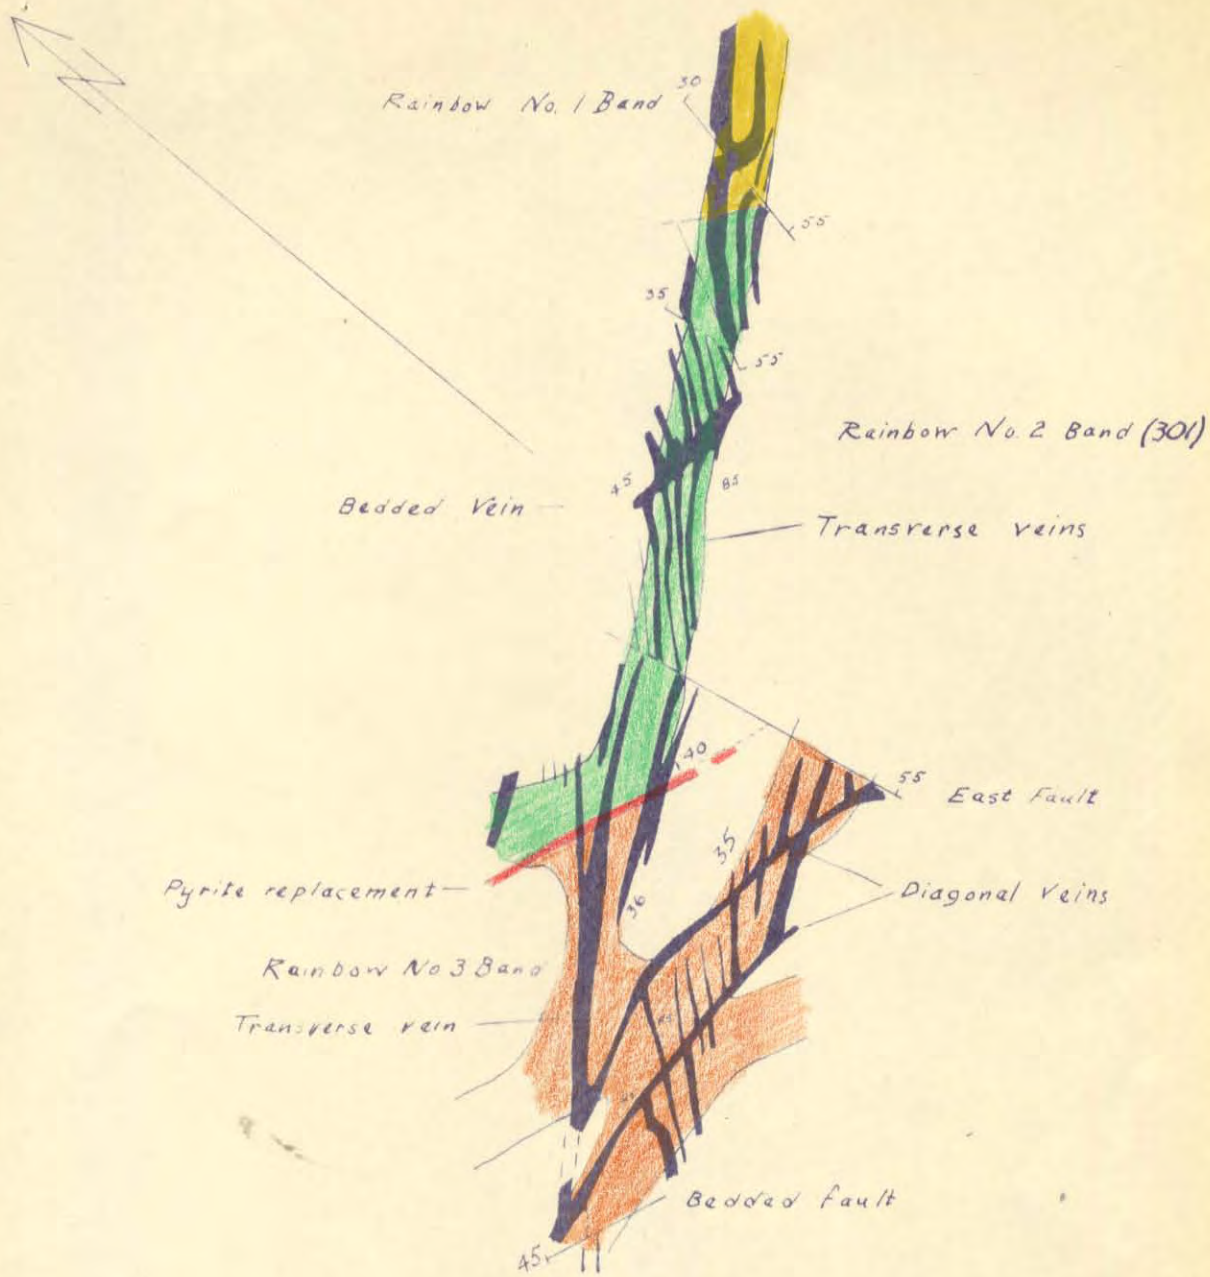 Rainbow No. 1 Band
30
55
35
55
Rainbow No. 2 Band (301)
45
85
Bedded Vein
Transverse veins
40
55
East Fault
35
Pyrite replacement
Diagonal Veins
36
Rainbow No 3 Band
Transverse vein
Bedded fault
45